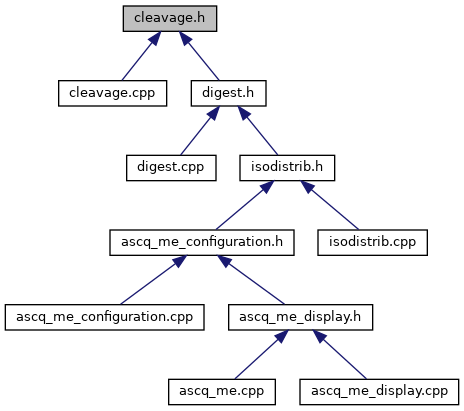 cleavage.h
cleavage.cpp
digest.h
digest.cpp
isodistrib.h
ascq_me_configuration.h
isodistrib.cpp
ascq_me_configuration.cpp
ascq_me_display.h
ascq_me.cpp
ascq_me_display.cpp